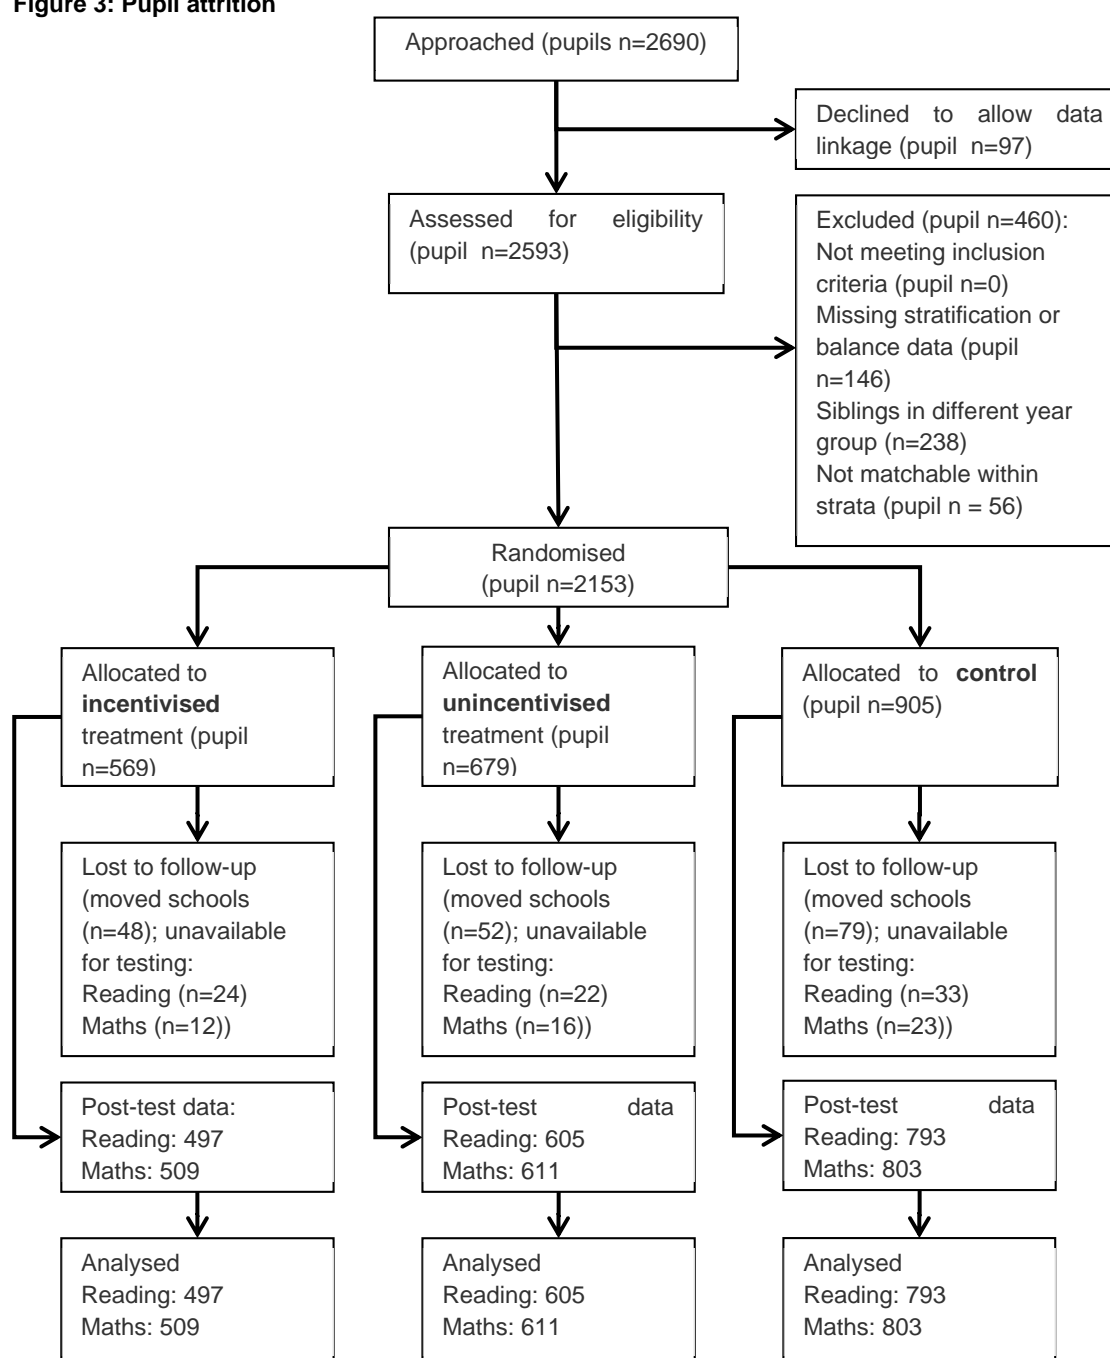 Figure 3: Pupil attrition
Approached (pupils n=2690)
Declined to allow data
linkage (pupil n=97)
Assessed for eligibility
(pupil n=2593)
Excluded (pupil n=460):
Not meeting inclusion
criteria (pupil n=0)
Missing stratification or
balance data (pupil
n=146)
Siblings in different year
group (n=238)
Not matchable within
strata (pupil n = 56)
Randomised
(pupil n=2153)
Allocated to
incentivised
treatment (pupil
n=569)
Allocated to
unincentivised
treatment (pupil
n=679)
Allocated to control
(pupil n=905)
Lost to follow-up
(moved schools
(n=48); unavailable
for testing:
Reading (n=24)
Maths (n=12))
Lost to follow-up
(moved schools
(n=52); unavailable
for testing:
Reading (n=22)
Maths (n=16))
Lost to follow-up
(moved schools
(n=79); unavailable
for testing:
Reading (n=33)
Maths (n=23))
Post-test data:
Reading: 497
Maths: 509
Post-test data
Reading: 605
Maths: 611
Post-test data
Reading: 793
Maths: 803
Analysed
Reading: 497
Maths: 509
Analysed
Reading: 605
Maths: 611
Analysed
Reading: 793
Maths: 803